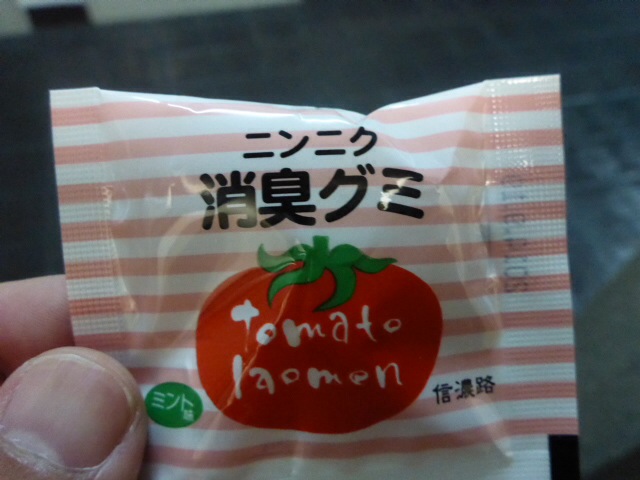 ニンニク
消臭グミ
tomato
laomen
信濃路
ミント味